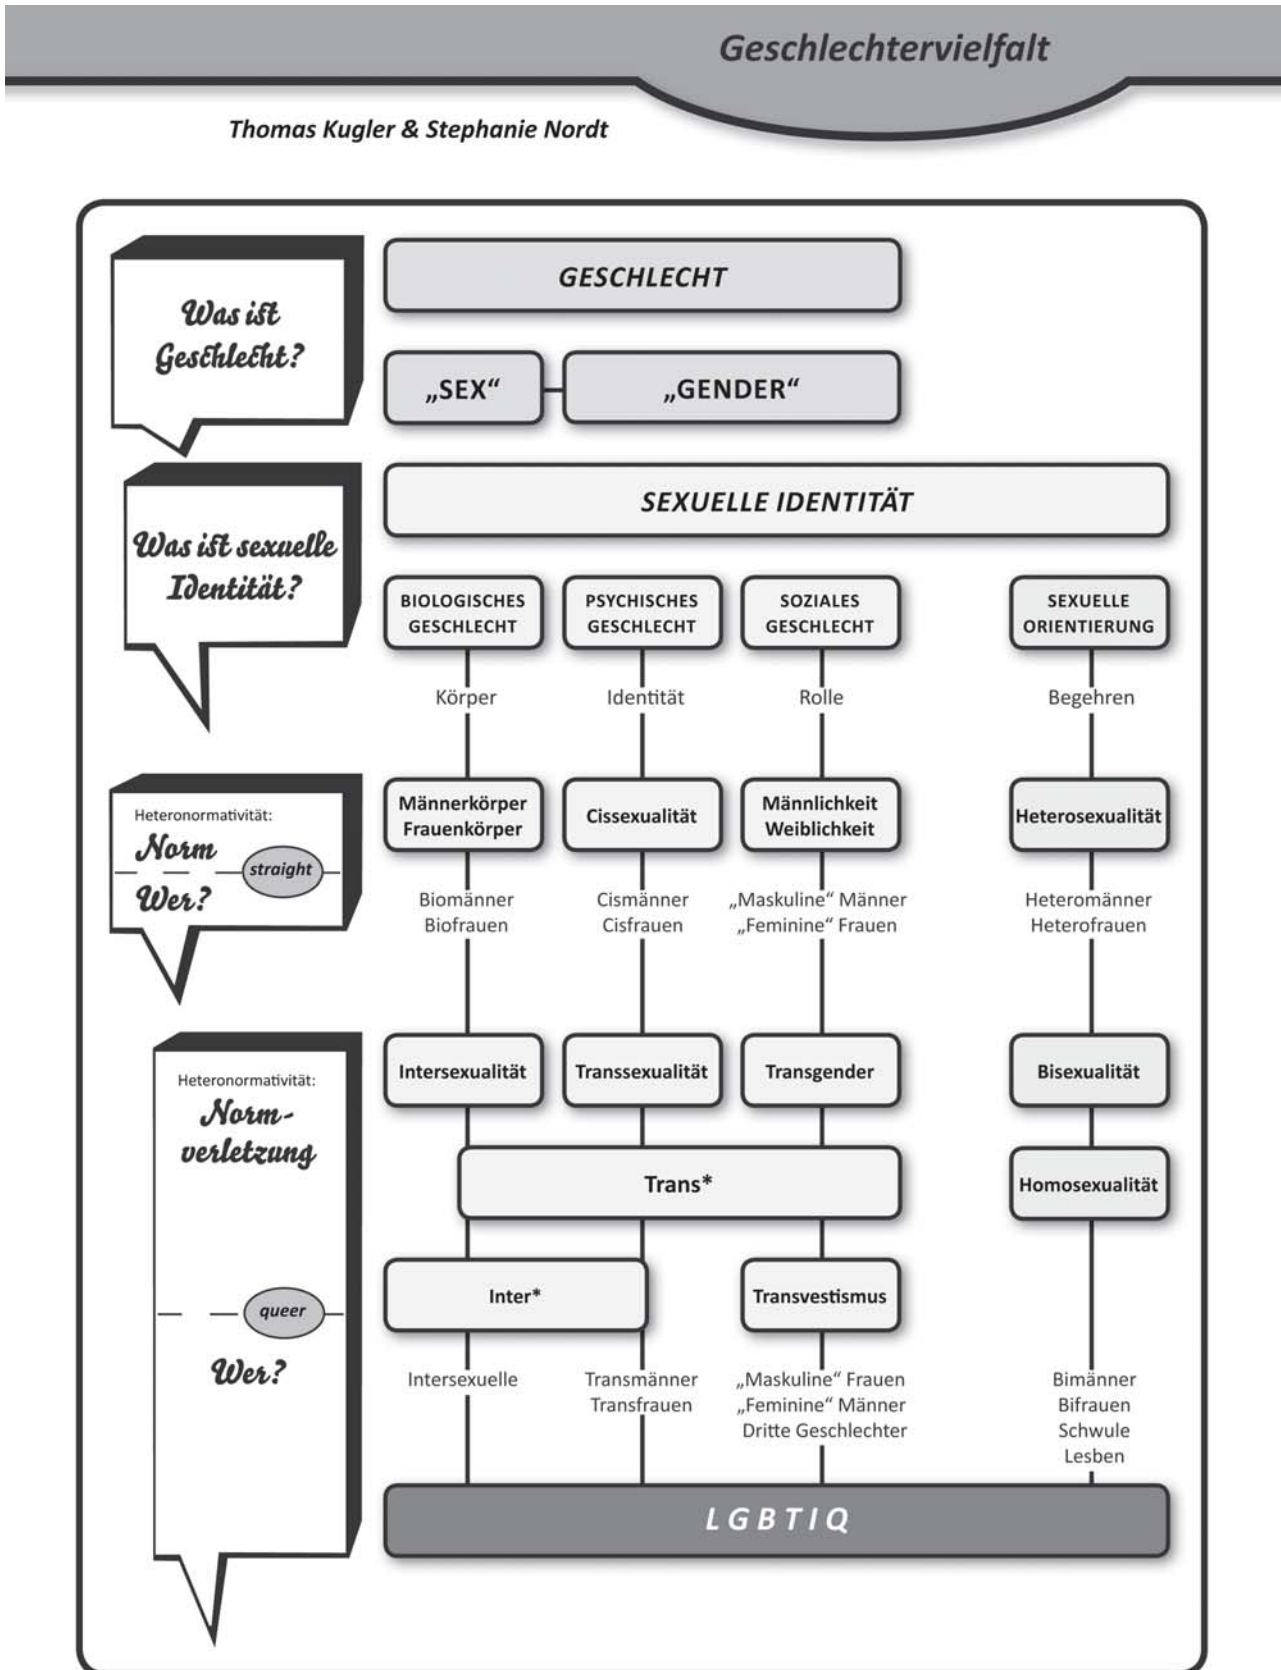 Geschlechtervielfalt
Thomas Kugler & Stephanie Nordt
Was ist
Geschlecht?
GESCHLECHT
„SEX“
„GENDER“
Was ist sexuelle
Identität?
SEXUELLE IDENTITÄT
BIOLOGISCHES
GESCHLECHT
PSYCHISCHES
GESCHLECHT
SOZIALES
GESCHLECHT
SEXUELLE
ORIENTIERUNG
Körper
Identität
Rolle
Begehren
Heteronormativität:
Norm
straight
Wer?
Männerkörper
Frauenkörper
Cissexualität
Männlichkeit
Weiblichkeit
Heterosexualität
Biomänner
Biofrauen
Cismänner
Cisfrauen
„Maskuline“ Männer
„Feminine“ Frauen
Heteromänner
Heterofrauen
Heteronormativität:
Norm-
verletzung
queer
Wer?
Intersexualität
Transsexualität
Transgender
Bisexualität
Trans*
Homosexualität
Inter*
Transvestismus
Intersexuelle
Transmänner
Transfrauen
„Maskuline“ Frauen
„Feminine“ Männer
Dritte Geschlechter
Bimänner
Bifrauen
Schwule
Lesben
LGBTIQ